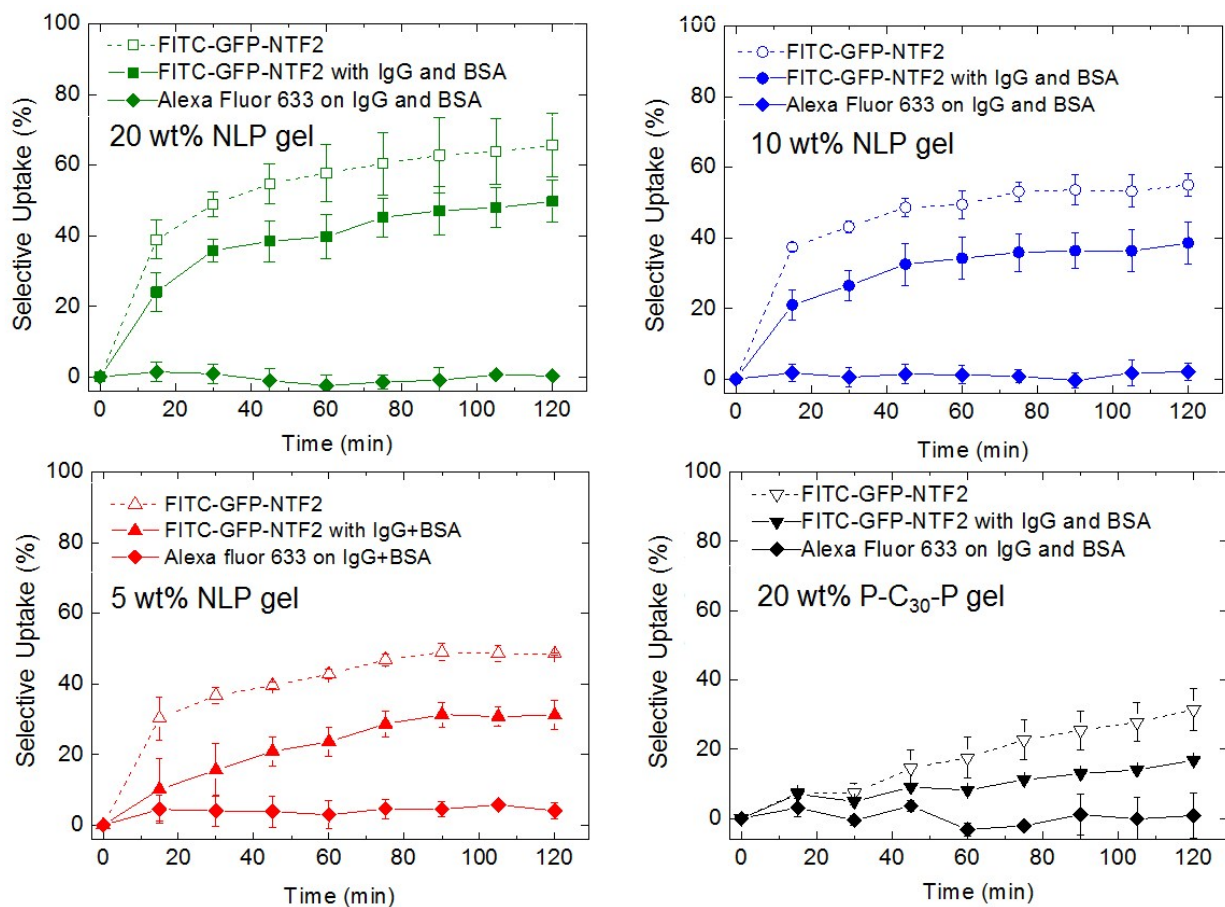 100
80
60
40
20
0
Selective Uptake (%)
FITC-GFP-NTF2
FITC-GFP-NTF2 with IgG and BSA
Alexa Fluor 633 on IgG and BSA
20 wt% NLP gel
0 20 40 60 80 100 120
Time (min)
100
80
60
40
20
0
Selective Uptake (%)
FITC-GFP-NTF2
FITC-GFP-NTF2 with IgG and BSA
Alexa Fluor 633 on IgG and BSA
10 wt% NLP gel
0 20 40 60 80 100 120
Time (min)
100
80
60
40
20
0
Selective Uptake (%)
FITC-GFP-NTF2
FITC-GFP-NTF2 with IgG+BSA
Alexa fluor 633 on IgG+BSA
5 wt% NLP gel
0 20 40 60 80 100 120
Time (min)
100
80
60
40
20
0
Selective Uptake (%)
FITC-GFP-NTF2
FITC-GFP-NTF2 with IgG and BSA
Alexa Fluor 633 on IgG and BSA
20 wt% P-C₃₀-P gel
0 20 40 60 80 100 120
Time (min)